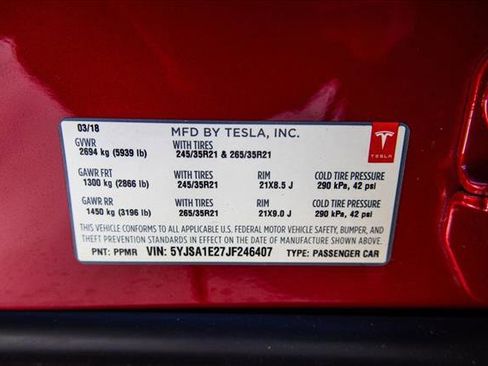 03/18 MFD BY TESLA, INC.
GVWR WITH TIRES
2694 kg (5939 lb) 245/35R21 & 265/35R21
TESLA
GAWR FRT WITH TIRES RIM COLD TIRE PRESSURE
1300 kg (2866 lb) 245/35R21 21X8.5 J 290 kPa, 42 psi
GAWR RR WITH TIRES RIM COLD TIRE PRESSURE
1450 kg (3196 lb) 265/35R21 21X9.0 J 290 kPa, 42 psi
THIS VEHICLE CONFORMS TO ALL APPLICABLE U.S. FEDERAL MOTOR VEHICLE SAFETY, BUMPER, AND
THEFT PREVENTION STANDARDS IN EFFECT ON THE DATE OF MANUFACTURE SHOWN ABOVE.
PNT: PPMR VIN: 5YJSA1E27JF246407 TYPE: PASSENGER CAR